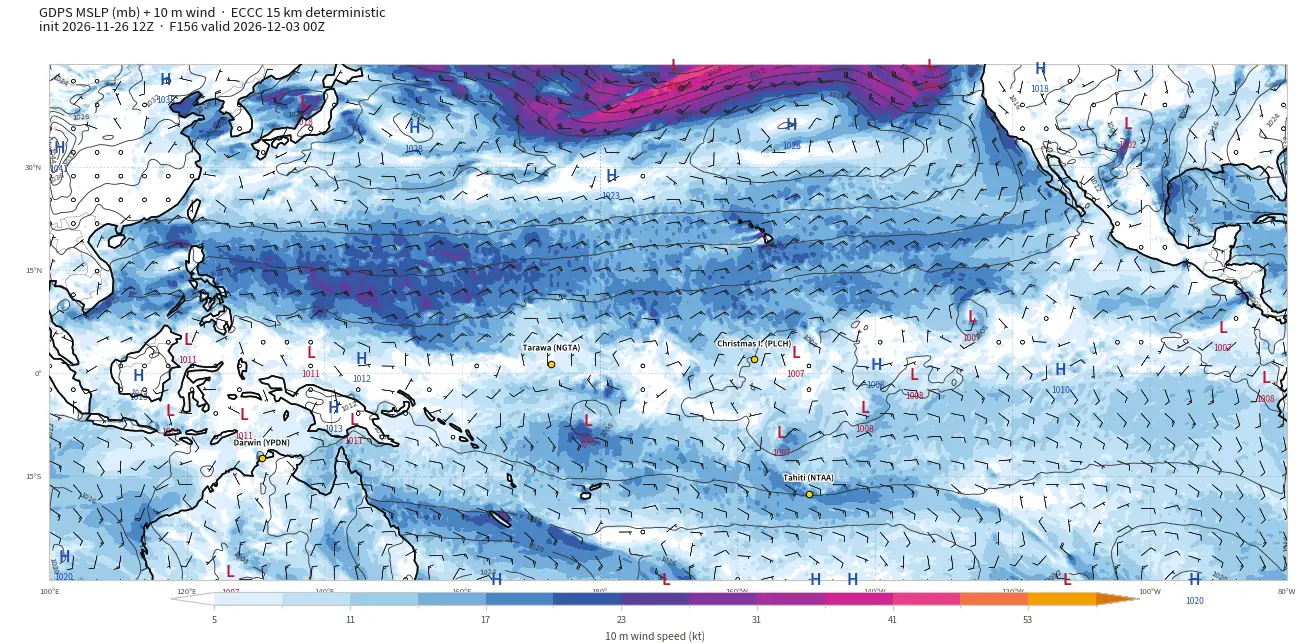 GDPS MSLP (mb) + 10 m wind · ECCC 15 km deterministic
init 2026-11-26 12Z · F156 valid 2026-12-03 00Z
H
H
1018
H
1028
H
1028
L
1002
30°N
H
1023
15°N
L
1007
L
1007
L
1011
L
1011
H
1012
Tarawa (NGTA)
Christmas I. (PLCH)
L
1007
H
1008
L
1008
H
1010
L
1008
0°
H
L
L
1011
H
1013
L
1011
L
L
1008
L
1007
Darwin (YPDN)
15°S
Tahiti (NTAA)
H
1020
L
1007
H
L
H
H
L
H
1020
100°E
120°E
140°E
160°E
180°
160°W
140°W
120°W
100°W
80°W
5
11
17
23
31
41
53
10 m wind speed (kt)